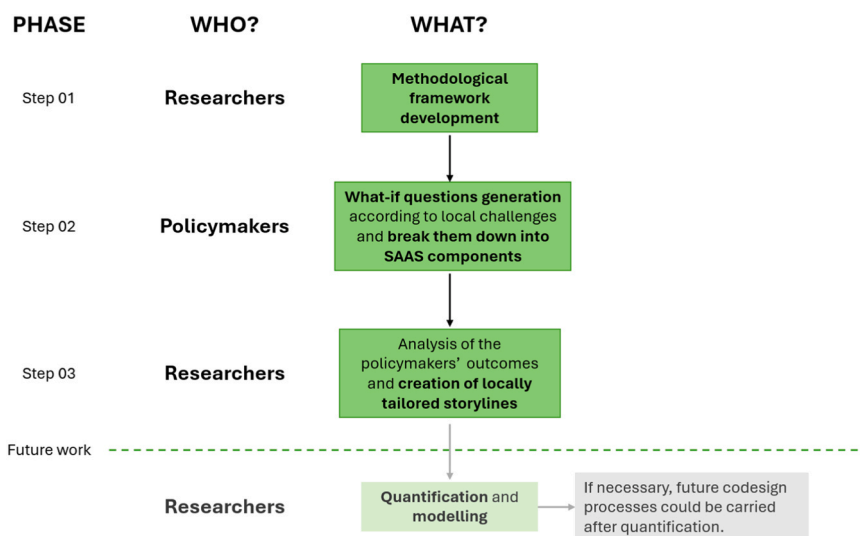 PHASE WHO? WHAT?
Step 01 Researchers
Methodological
framework
development
Step 02 Policymakers
What-if questions generation
according to local challenges
and break them down into
SAAS components
Step 03 Researchers
Analysis of the
policymakers' outcomes
and creation of locally
tailored storylines
Future work
Researchers
Quantification and
modelling
If necessary, future codesign
processes could be carried
after quantification.